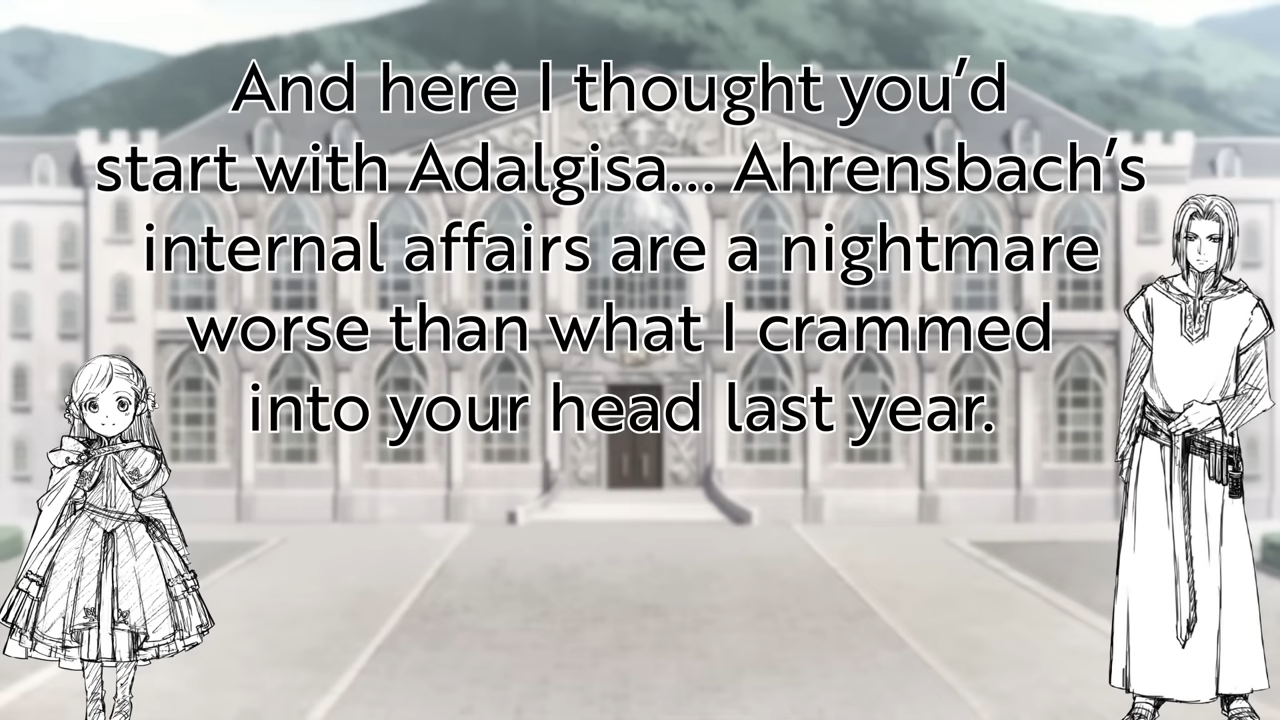 And here I thought you’d
start with Adalgisa... Ahrensbach’s
internal affairs are a nightmare
worse than what I crammed
into your head last year.